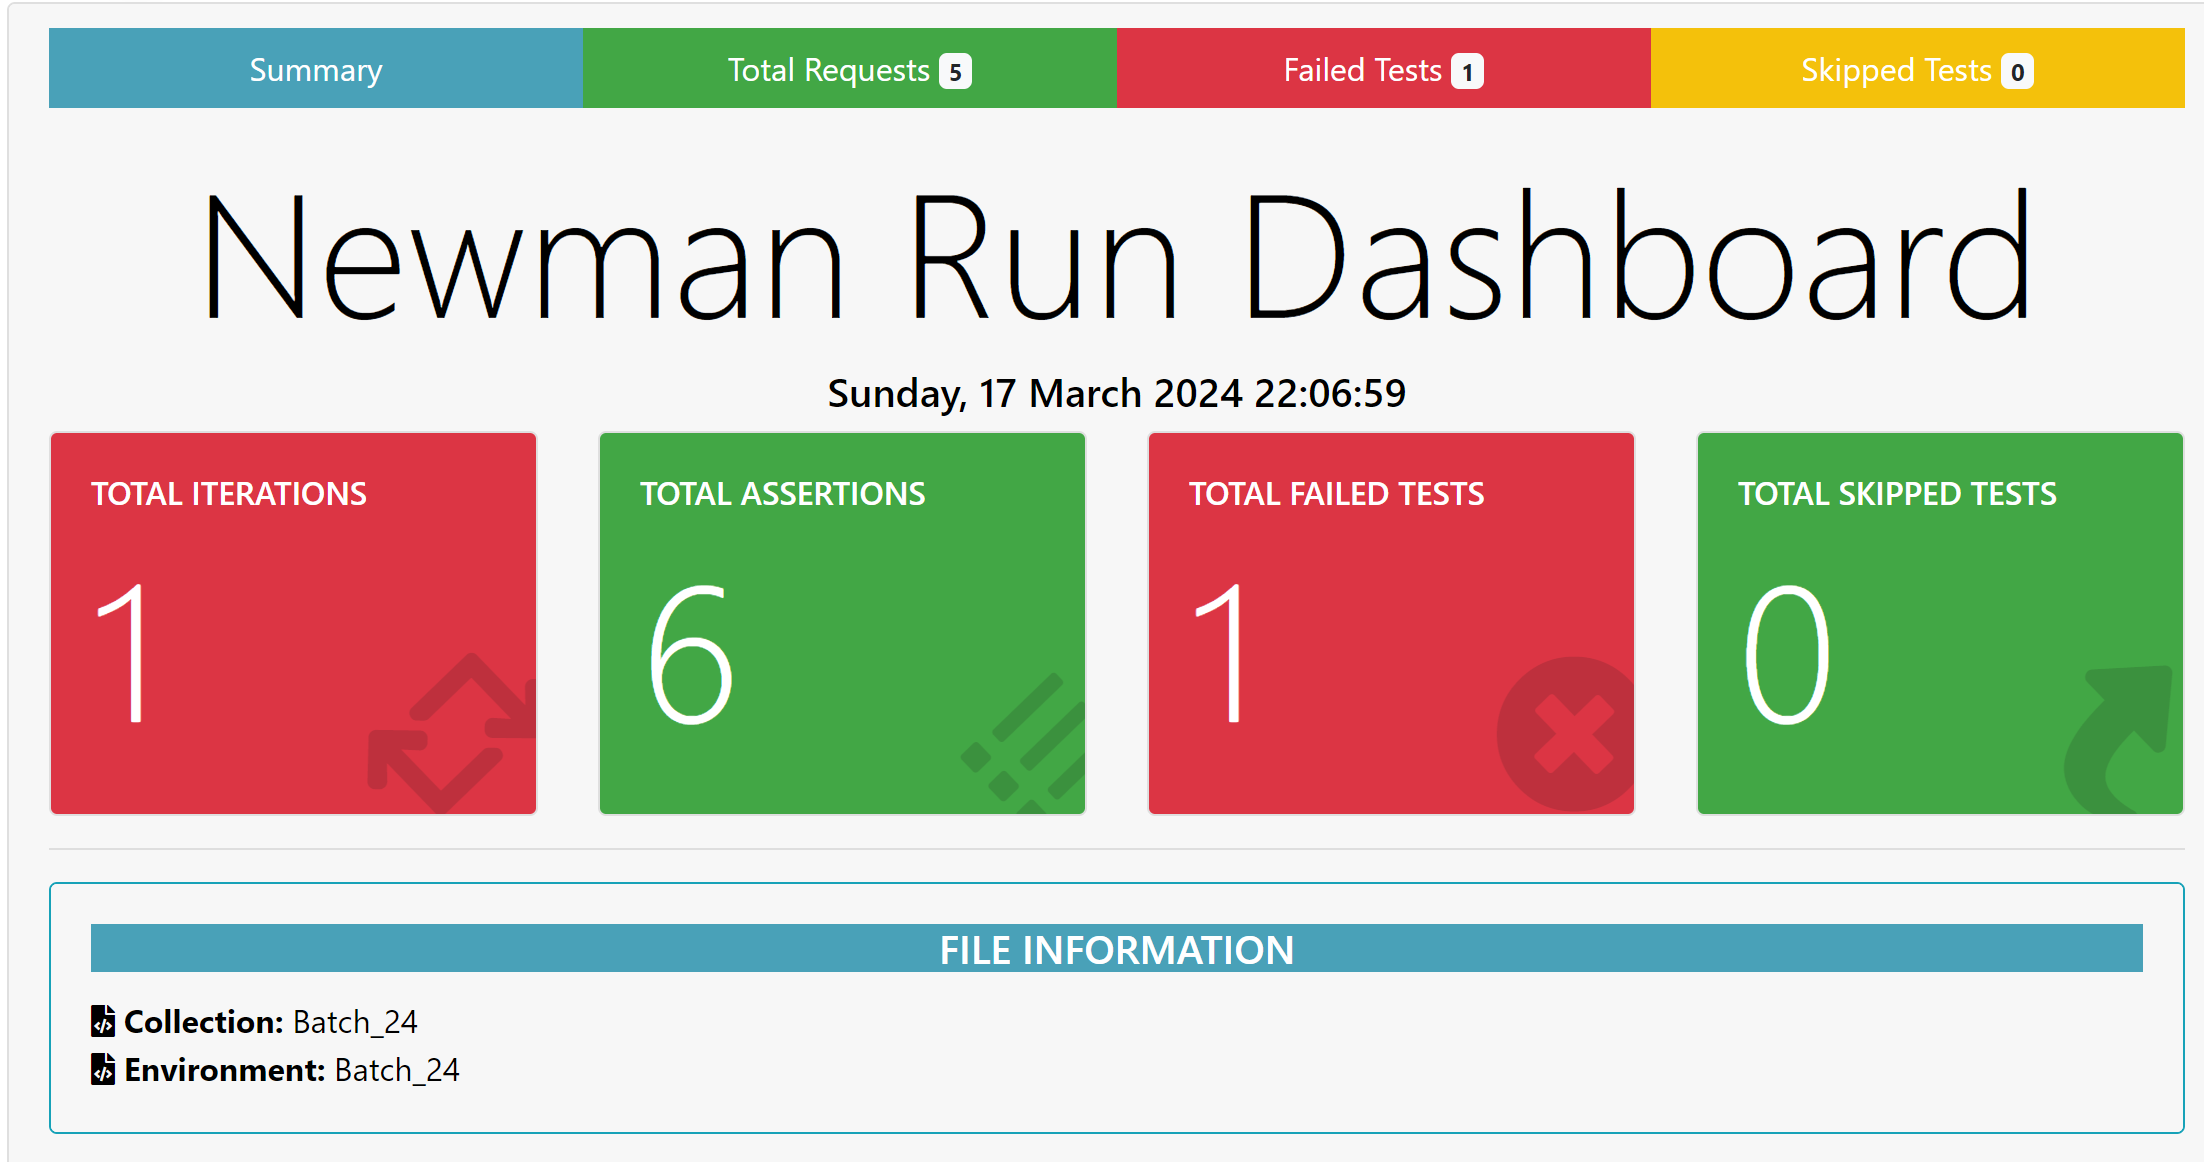 Summary
Total Requests 5
Failed Tests 1
Skipped Tests 0
Newman Run Dashboard
Sunday, 17 March 2024 22:06:59
TOTAL ITERATIONS
1
TOTAL ASSERTIONS
6
TOTAL FAILED TESTS
1
TOTAL SKIPPED TESTS
0
FILE INFORMATION
Collection: Batch_24
Environment: Batch_24